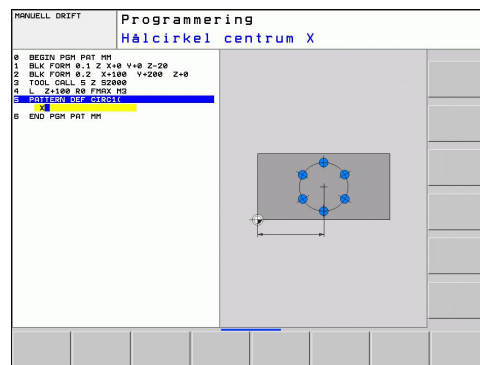 MANUELL DRIFT
Programmering
Hålcirkel centrum X
0 BEGIN PGM PAT MM
1 BLK FORM 0.1 Z X+0 Y+0 Z-20
2 BLK FORM 0.2 X+100 Y+200 Z+0
3 TOOL CALL 5 Z S2000
4 L Z+100 R0 FMAX M3
5 PATTERN DEF CIRC1(
X
6 END PGM PAT MM